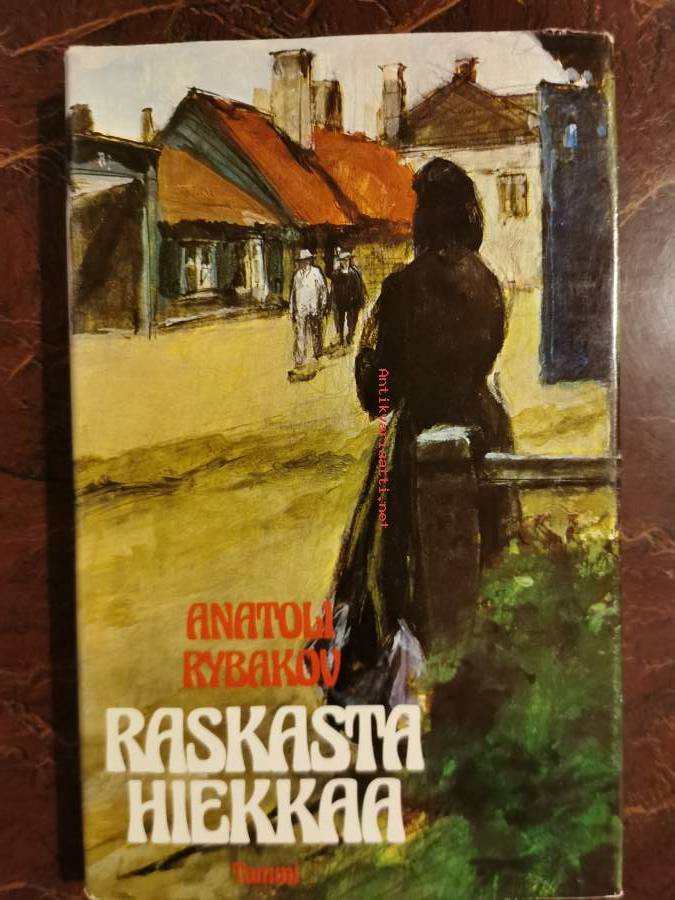 Antikvariaatti.net
ANATOLI
RYBAKOV
RASKASTA
HIEKKAA
Tammi